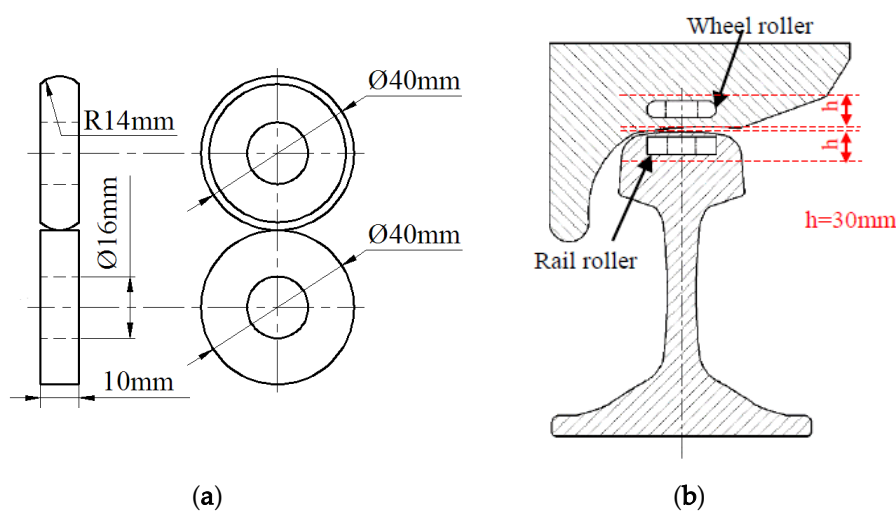 R14mm
Ø40mm
Ø16mm
Ø40mm
10mm
(a)
Wheel roller
h
h
h=30mm
Rail roller
(b)